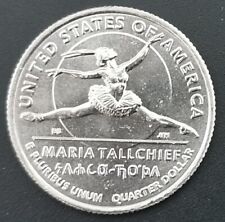 UNITED STATES OF AMERICA
MARIA TALLCHIEF
E PLURIBUS UNUM QUARTER DOLLAR